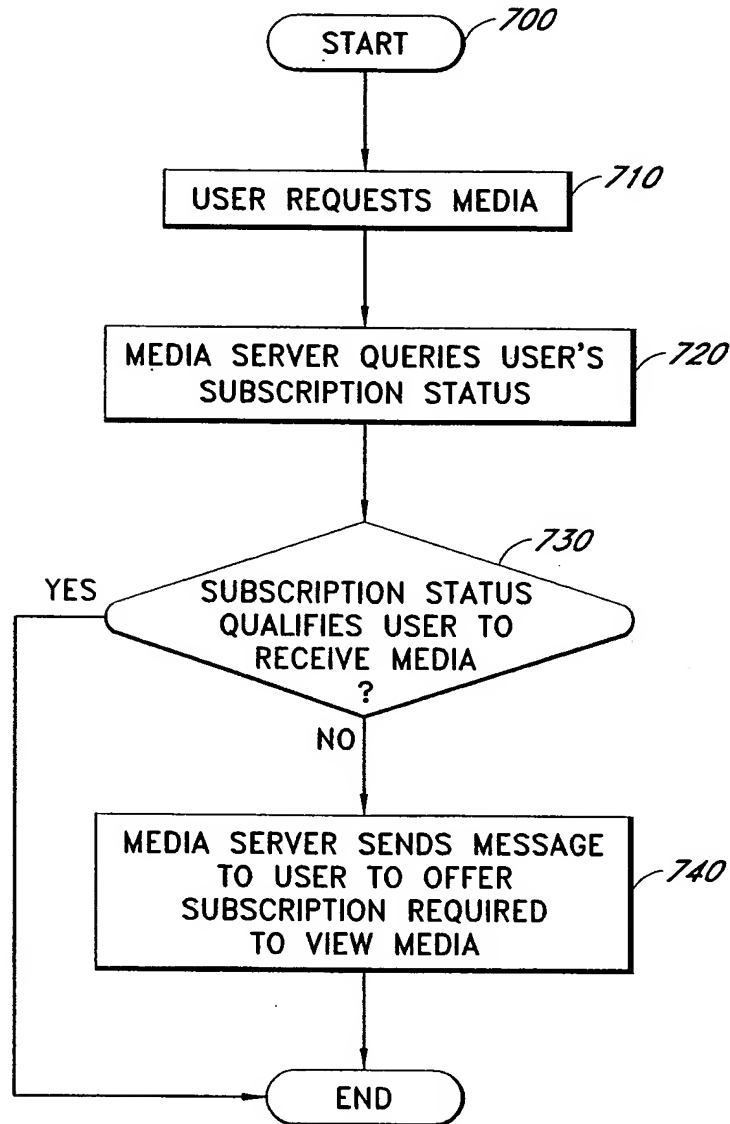 START
700
USER REQUESTS MEDIA
710
MEDIA SERVER QUERIES USER'S
SUBSCRIPTION STATUS
720
730
YES
SUBSCRIPTION STATUS
QUALIFIES USER TO
RECEIVE MEDIA
?
NO
MEDIA SERVER SENDS MESSAGE
TO USER TO OFFER
SUBSCRIPTION REQUIRED
TO VIEW MEDIA
740
END